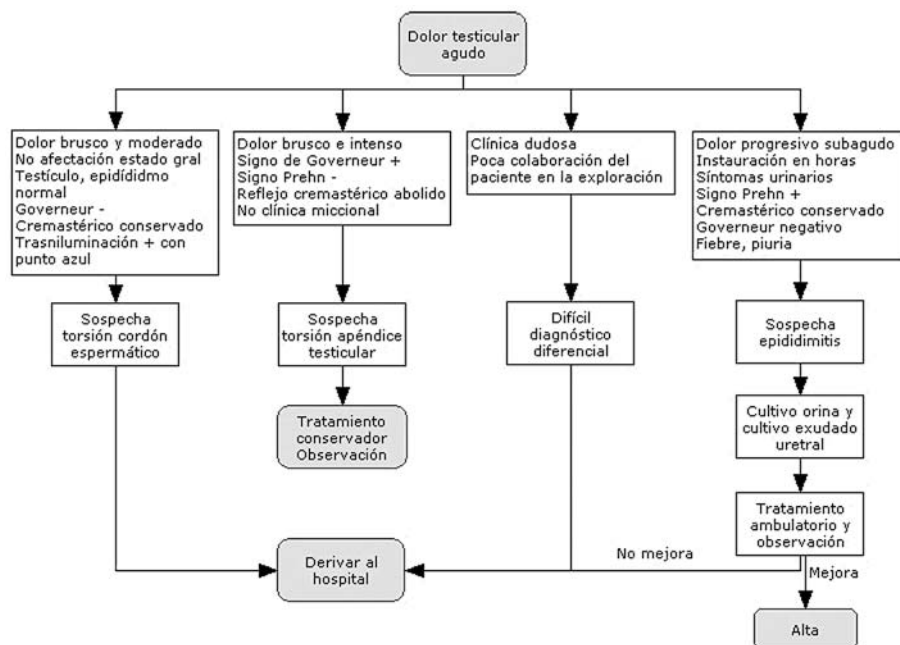 Dolor testicular
agudo
Dolor brusco y moderado
No afectación estado gral
Testículo, epidídidmo
normal
Governeur -
Cremastérico conservado
Trasniluminación + con
punto azul
Dolor brusco e intenso
Signo de Governeur +
Signo Prehn -
Reflejo cremastérico abolido
No clínica miccional
Clínica dudosa
Poca colaboración del
paciente en la exploración
Dolor progresivo subagudo
Instauración en horas
Síntomas urinarios
Signo Prehn +
Cremastérico conservado
Governeur negativo
Fiebre, piuria
Sospecha
torsión cordón
espermático
Sospecha
torsión apéndice
testicular
Difícil
diagnóstico
diferencial
Sospecha
epididimitis
Tratamiento
conservador
Observación
Cultivo orina y
cultivo exudado
uretral
Tratamiento
ambulatorio y
observación
Derivar al
hospital
No mejora
Mejora
Alta